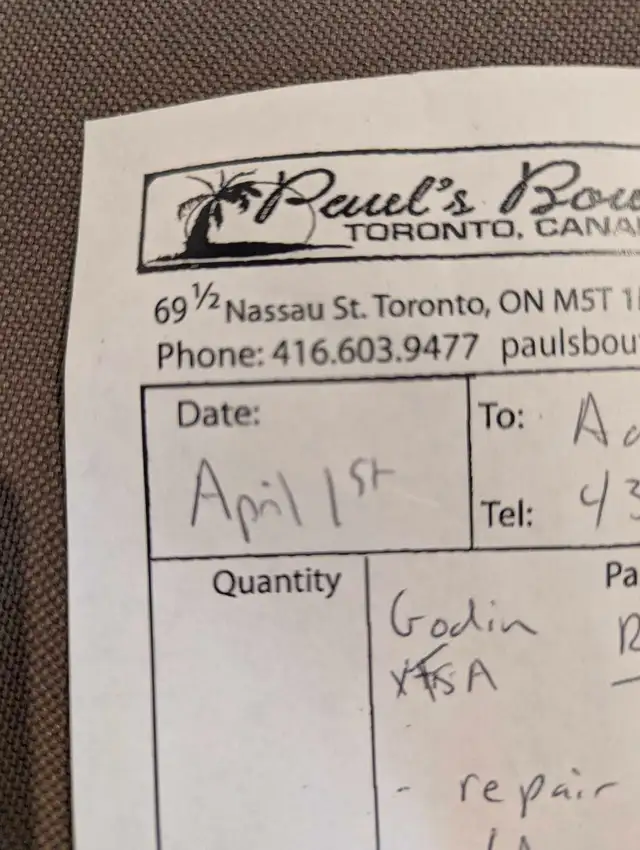 Paul's Bou
TORONTO, CANA
69 ½ Nassau St. Toronto, ON M5T 1
Phone: 416.603.9477 paulsbou
Date:
April 1st
To: A
Tel: 43
Quantity
Pa
Godin
A
- repair